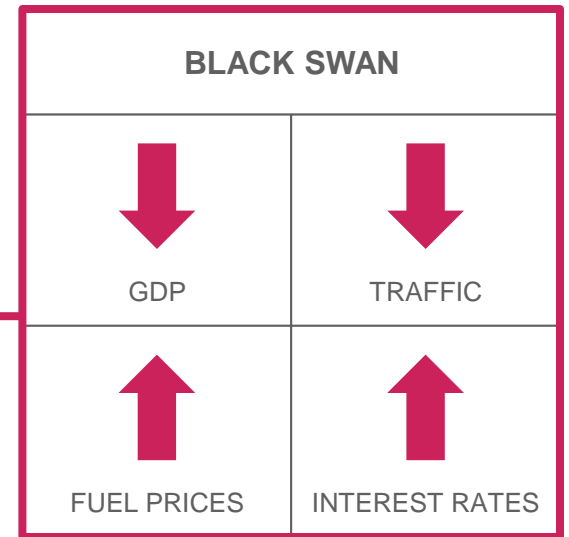 BLACK SWAN
GDP
TRAFFIC
FUEL PRICES
INTEREST RATES